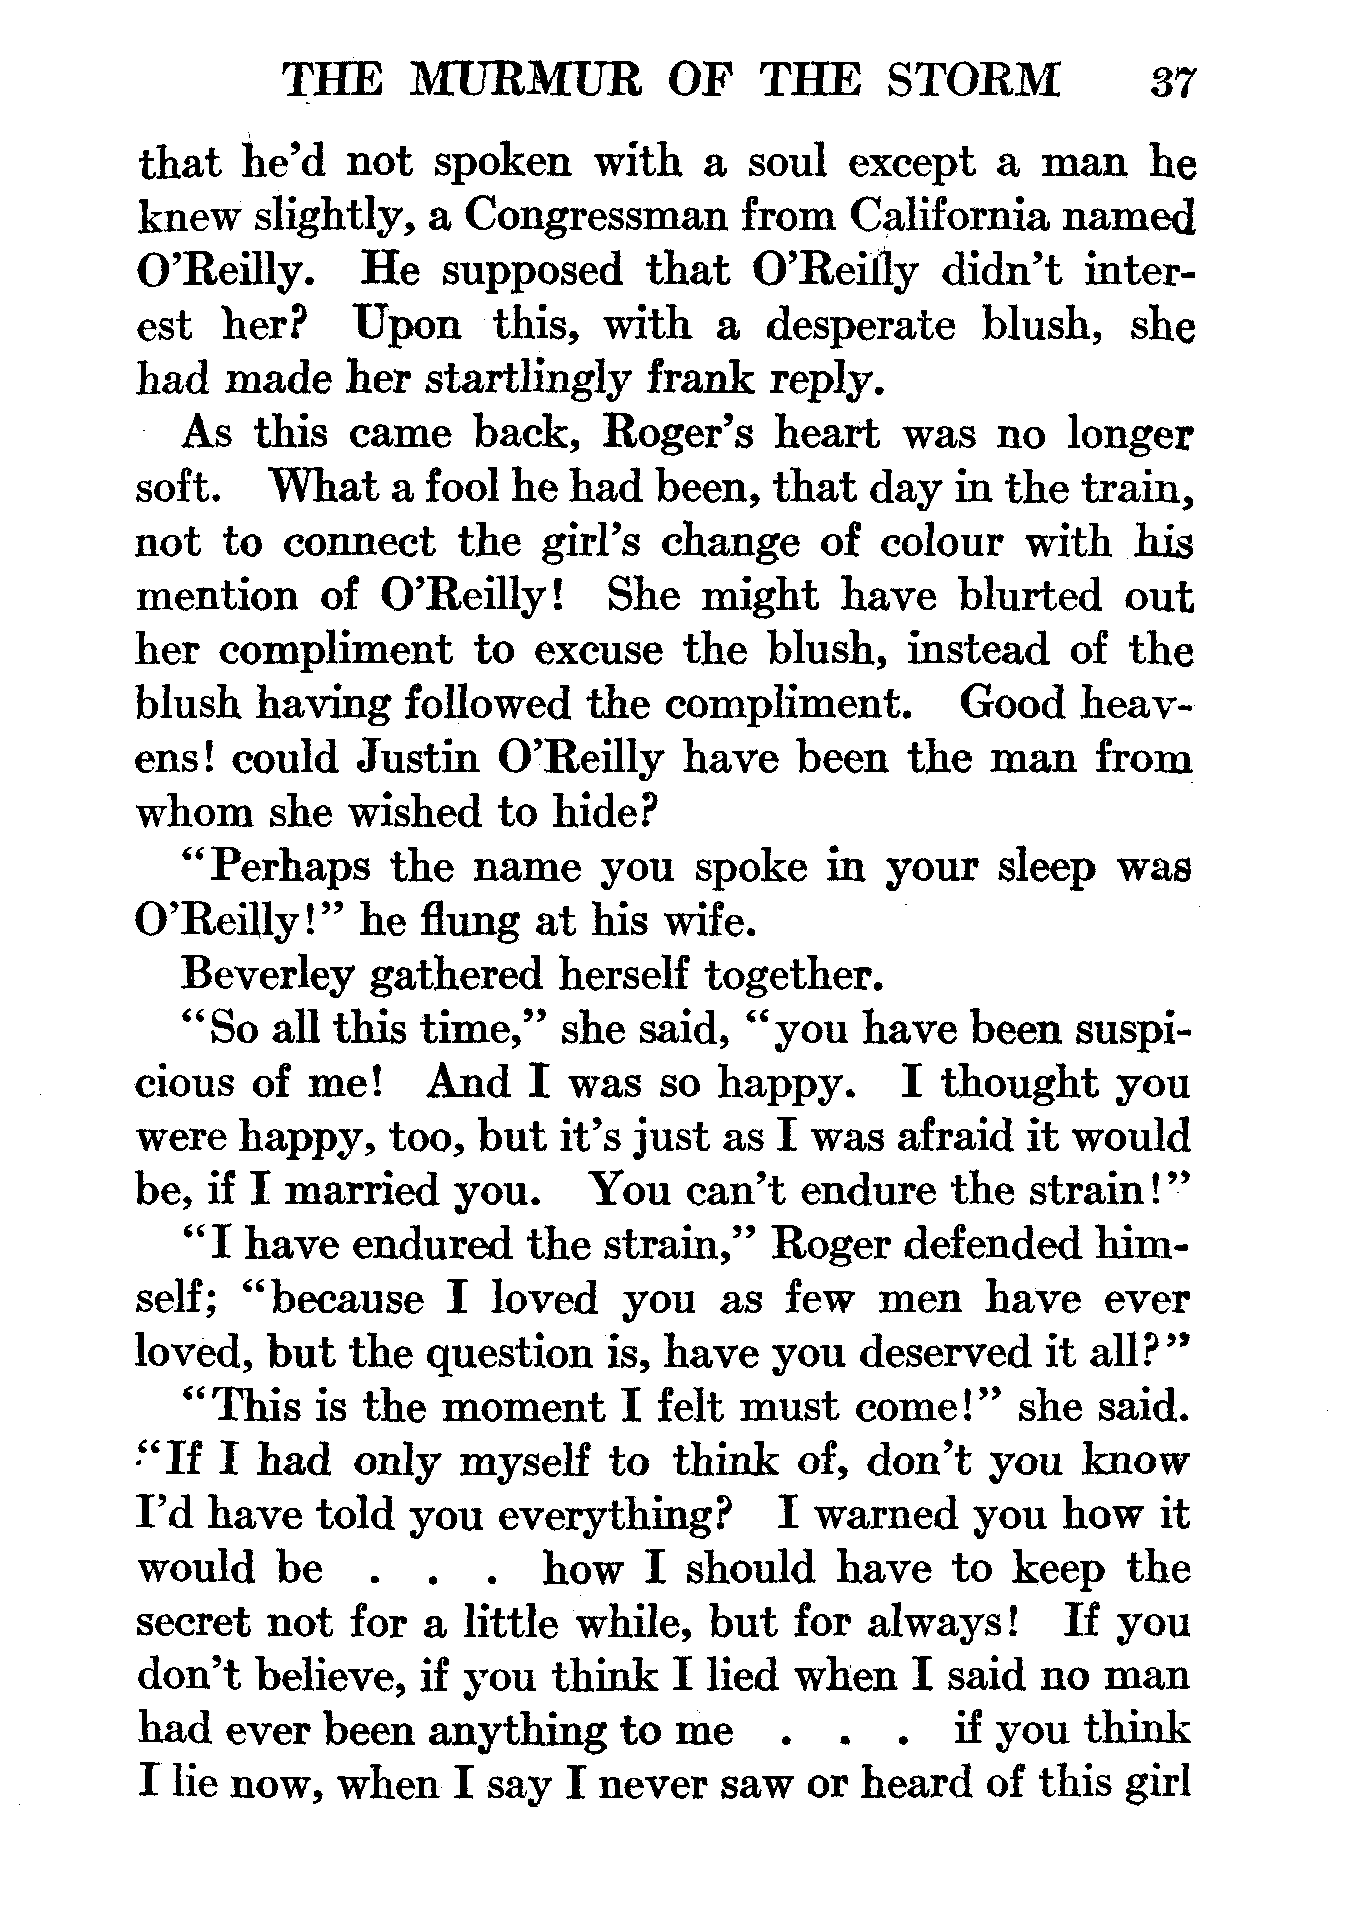 THE MURMUR OF THE STORM 37
that he'd not spoken with a soul except a man he
knew slightly, a Congressman from California named
O'Reilly. He supposed that O'Reilly didn't inter-
est her? Upon this, with a desperate blush, she
had made her startlingly frank reply.
As this came back, Roger's heart was no longer
soft. What a fool he had been, that day in the train,
not to connect the girl's change of colour with his
mention of O'Reilly! She might have blurted out
her compliment to excuse the blush, instead of the
blush having followed the compliment. Good heav-
ens! could Justin O'Reilly have been the man from
whom she wished to hide?
"Perhaps the name you spoke in your sleep was
O'Reilly!" he flung at his wife.
Beverley gathered herself together.
"So all this time," she said, "you have been suspi-
cious of me! And I was so happy. I thought you
were happy, too, but it's just as I was afraid it would
be, if I married you. You can't endure the strain!"
"I have endured the strain," Roger defended him-
self; "because I loved you as few men have ever
loved, but the question is, have you deserved it all?"
"This is the moment I felt must come!" she said.
"If I had only myself to think of, don't you know
I'd have told you everything? I warned you how it
would be . . . how I should have to keep the
secret not for a little while, but for always! If you
don't believe, if you think I lied when I said no man
had ever been anything to me . . . if you think
I lie now, when I say I never saw or heard of this girl